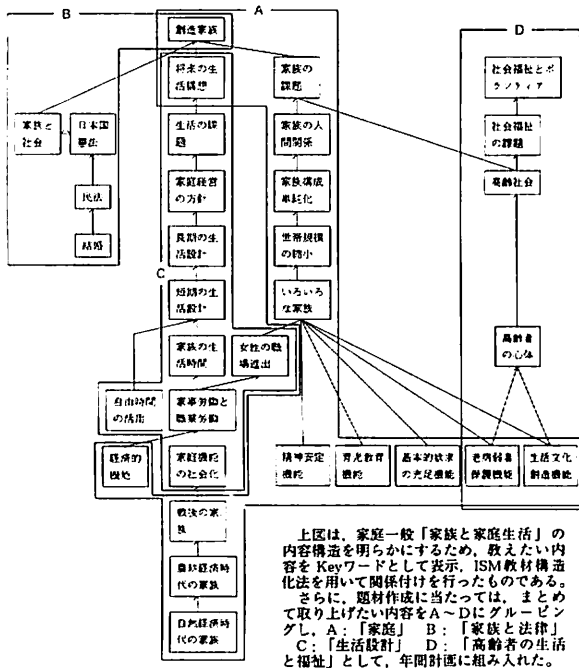 A
B
D
創造家族
将来の生
活構想
家族の
課題
社会福祉とボ
ランティア
家族と
社会
日本国
憲法
生活の課
題
家族の人
間関係
社会福祉
の課題
民法
家庭経営
の方針
家族構成
単純化
高齢社会
結婚
長期の生
活設計
世帯規模
の縮小
C
短期の生
活設計
いろいろ
な家族
家族の生
活時間
女性の職
場進出
高齢者
の心体
自由時間
の活用
家事労働と
職業労働
経済的
機能
家庭機能
の社会化
精神安定
機能
育児教育
機能
基本的欲求
の充足機能
老病弱者
保護機能
生活文化
創造機能
戦後の家
族
農耕経済時
代の家族
自然経済時
代の家族
上図は,家庭一般「家族と家庭生活」の
内容構造を明らかにするため,教えたい内
容を Keyワードとして表示,ISM教材構造
化法を用いて関係付けを行ったものである。
さらに,題材作成に当たっては,まとめ
て取り上げたい内容をA〜Dにグルーピン
グし,A:「家庭」 B:「家族と法律」
C:「生活設計」 D:「高齢者の生活
と福祉」として,年間計画に組み入れた。